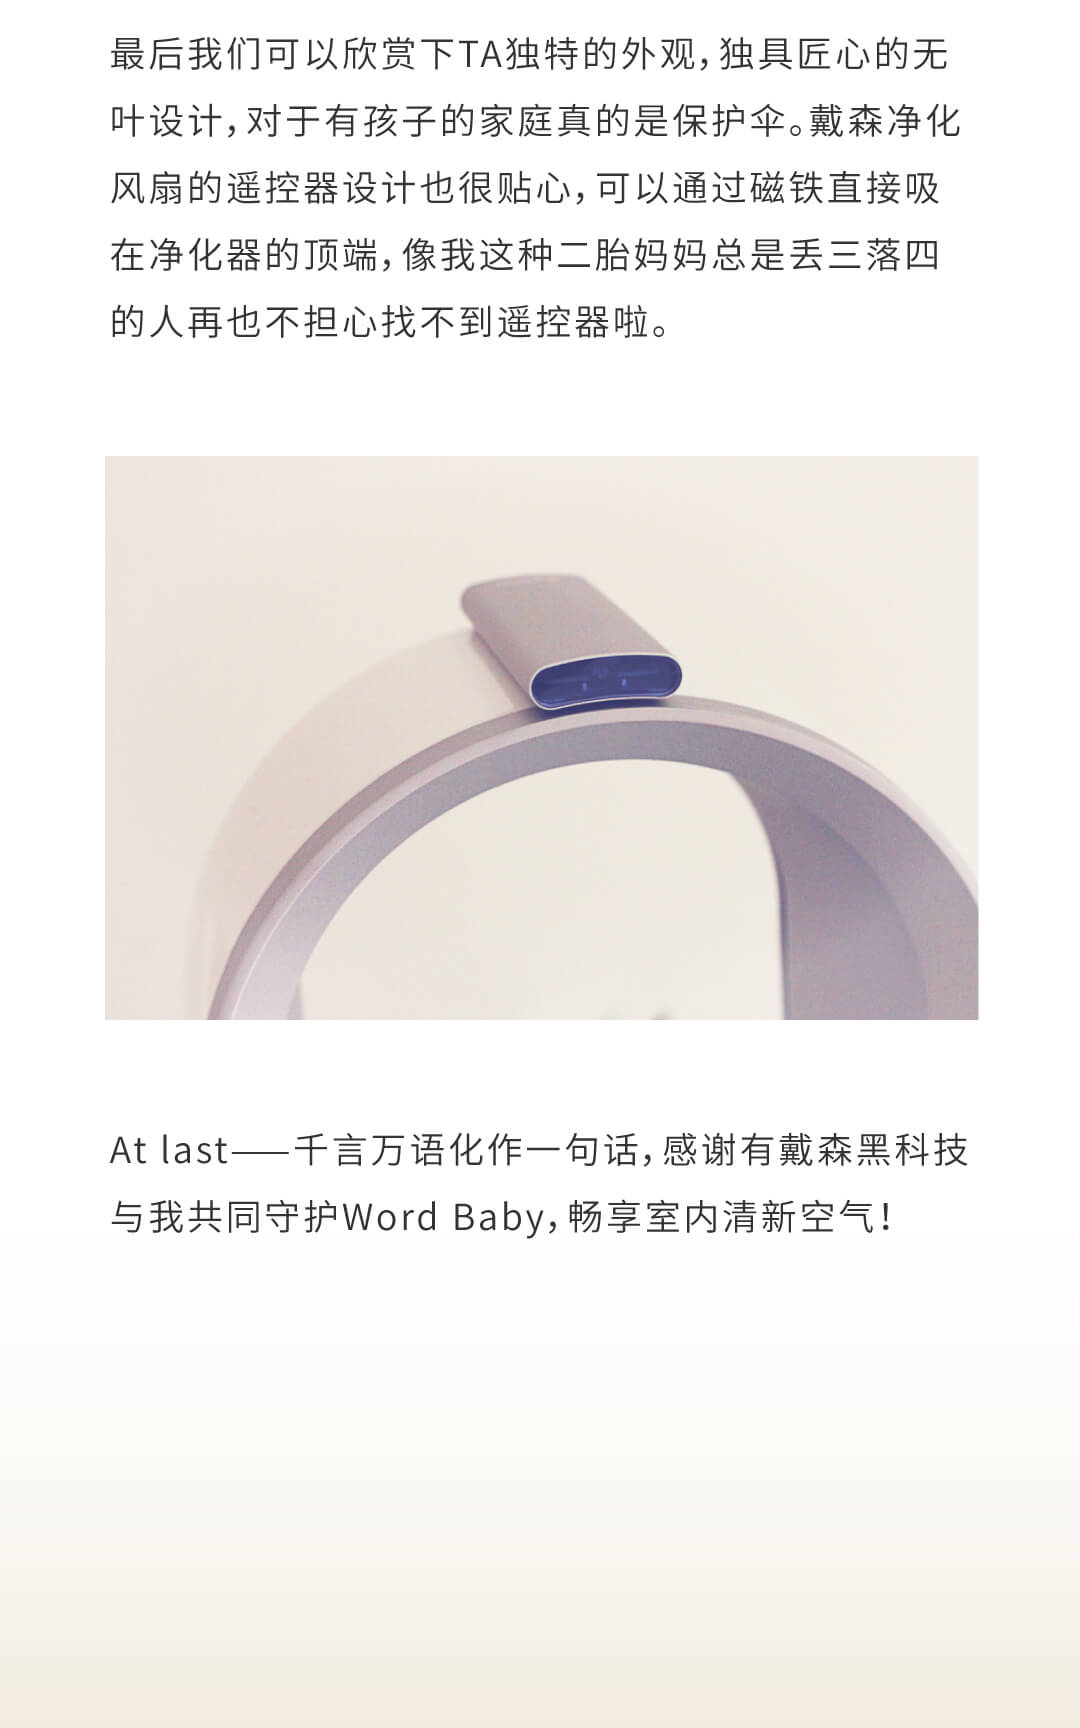 最后我们可以欣赏下TA独特的外观，独具匠心的无
叶设计，对于有孩子的家庭真的是保护伞。戴森净化
风扇的遥控器设计也很贴心，可以通过磁铁直接吸
在净化器的顶端，像我这种二胎妈妈总是丢三落四
的人再也不担心找不到遥控器啦。
At last——千言万语化作一句话，感谢有戴森黑科技
与我共同守护Word Baby，畅享室内清新空气！